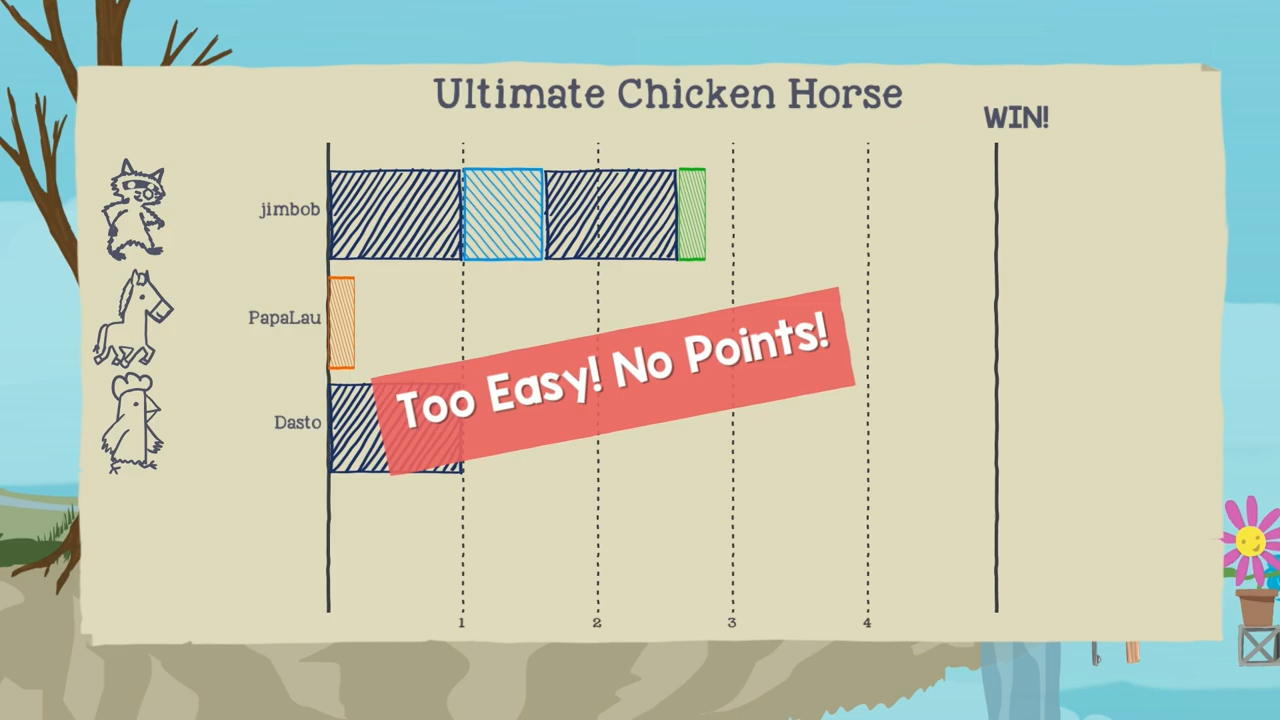 Ultimate Chicken Horse
WIN!
jimbob
PapaLau
Too Easy! No Points!
Dasto
1 2 3 4